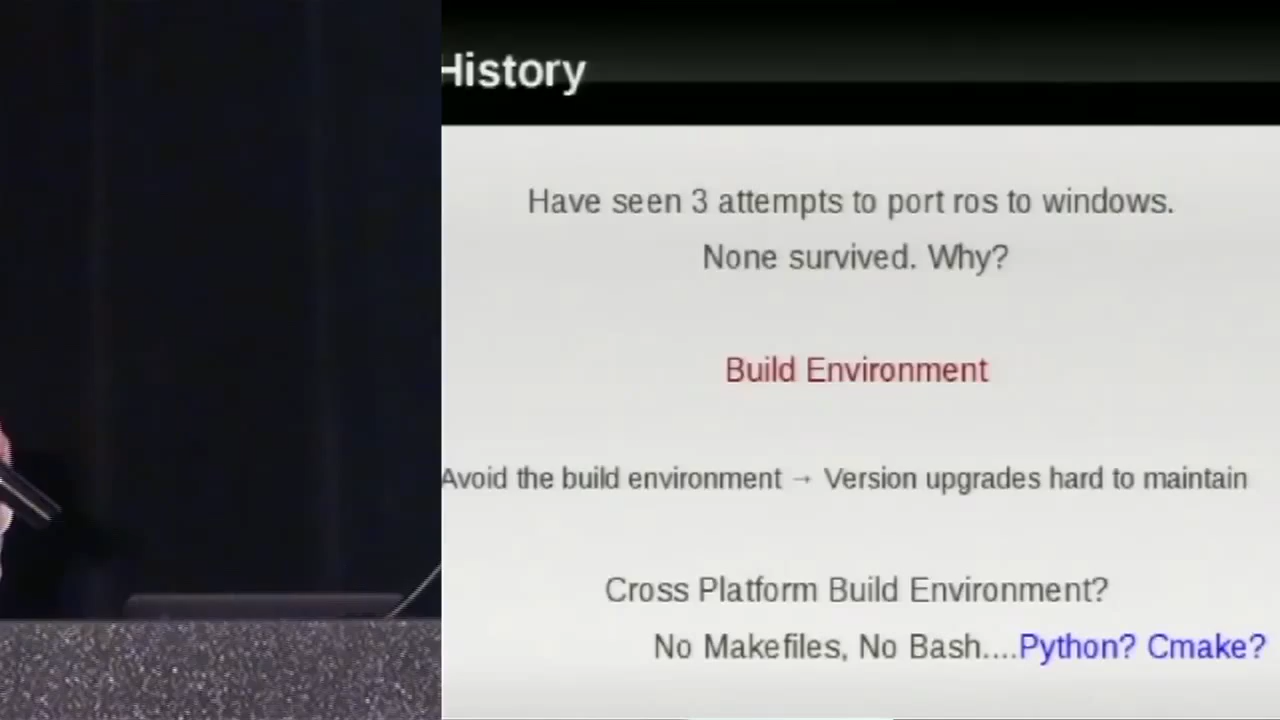 History
Have seen 3 attempts to port ros to windows.
None survived. Why?
Build Environment
Avoid the build environment → Version upgrades hard to maintain
Cross Platform Build Environment?
No Makefiles, No Bash....Python? Cmake?